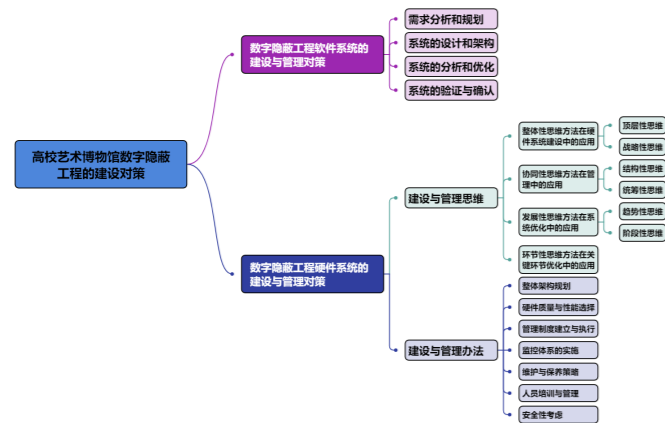 高校艺术博物馆数字隐蔽
工程的建设对策
数字隐蔽工程软件系统的
建设与管理对策
需求分析和规划
系统的设计和架构
系统的分析和优化
系统的验证与确认
数字隐蔽工程硬件系统的
建设与管理对策
建设与管理思维
整体性思维方法在硬
件系统建设中的应用
顶层性思维
战略性思维
协同性思维方法在管
理中的应用
结构性思维
统筹性思维
发展性思维方法在系
统优化中的应用
趋势性思维
阶段性思维
环节性思维方法在关
键环节优化中的应用
建设与管理办法
整体架构规划
硬件质量与性能选择
管理制度建立与执行
监控体系的实施
维护与保养策略
人员培训与管理
安全性考虑